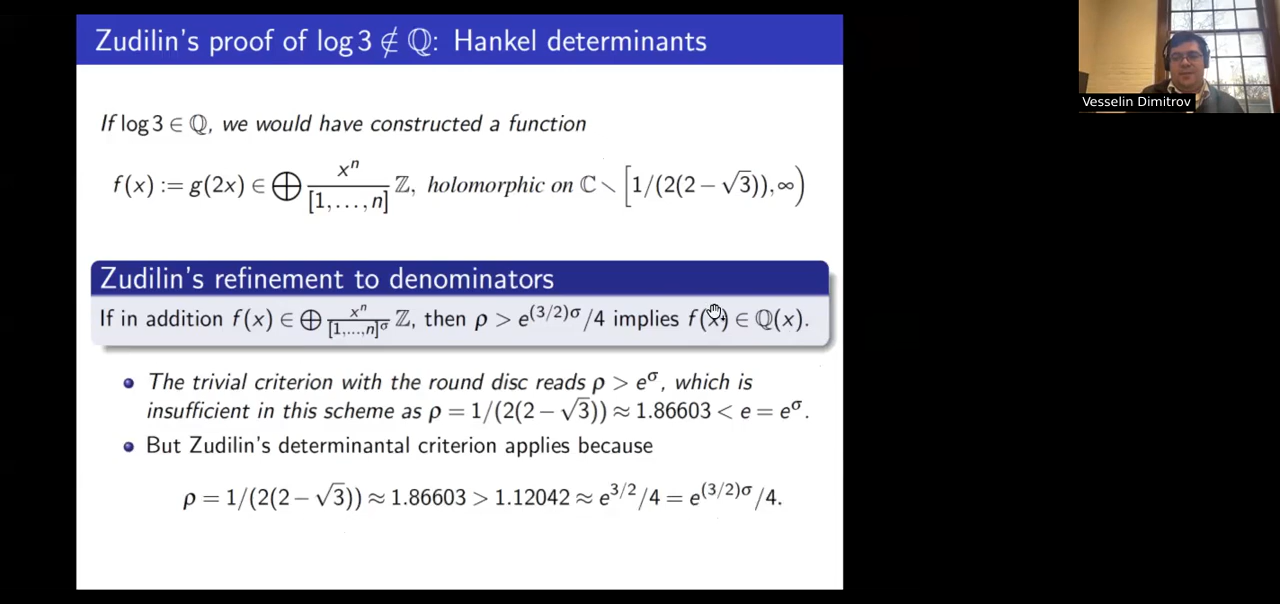 Zudilin's proof of log 3 ∉ ℚ: Hankel determinants
If log 3 ∈ ℚ, we would have constructed a function
f(x) := g(2x) ∈ ⊕ xⁿ/[1,…,n] ℤ, holomorphic on ℂ ∖ [1/(2(2 − √3)), ∞)
Zudilin's refinement to denominators
If in addition f(x) ∈ ⊕ xⁿ/[1,…,n]^σ ℤ, then ρ > e^{(3/2)σ}/4 implies f(x) ∈ ℚ(x).
• The trivial criterion with the round disc reads ρ > e^σ, which is
insufficient in this scheme as ρ = 1/(2(2 − √3)) ≈ 1.86603 < e = e^σ.
• But Zudilin's determinantal criterion applies because
ρ = 1/(2(2 − √3)) ≈ 1.86603 > 1.12042 ≈ e^{3/2}/4 = e^{(3/2)σ}/4.
Vesselin Dimitrov